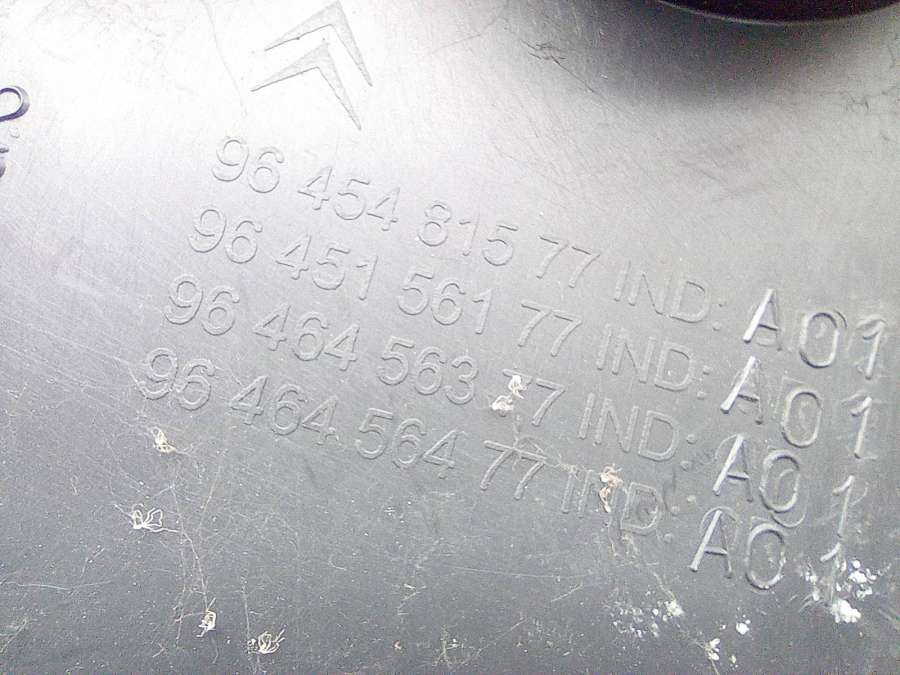 96 454 815 77 IND: A01
96 451 561 77 IND: A01
96 464 563 77 IND: A01
96 464 564 77 IND: A01